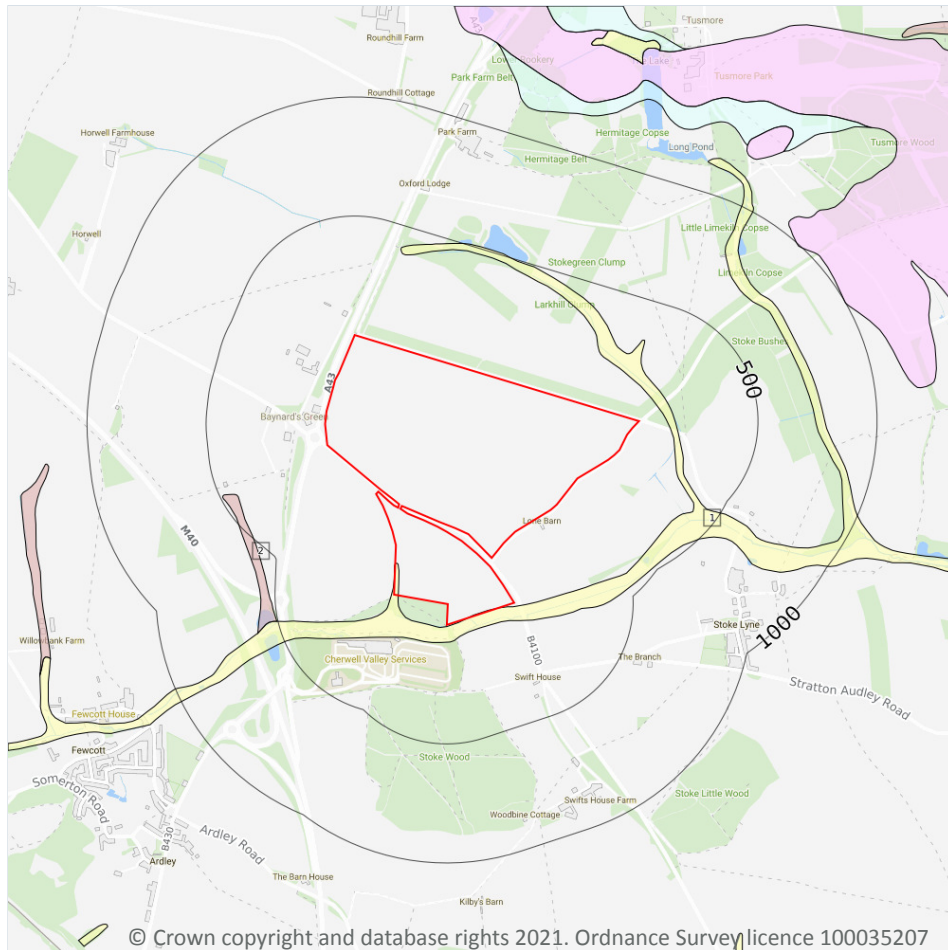 Tusmore
A43
Roundhill Farm
Lower Rookery
The Lake
Park Farm Belt
Tusmore Park
Roundhill Cottage
Hermitage Copse
Horwell Farmhouse
Park Farm
Long Pond
Tusmore Wood
Hermitage Belt
Oxford Lodge
Little Limekiln Copse
Horwell
Stokegreen Clump
Limekiln Copse
Larkhill Clump
Stoke Bushes
500
A43
Baynard's Green
M40
Lone Barn
1
2
Stoke Lyne
1000
Willowbank Farm
B4100
Cherwell Valley Services
The Branch
Swift House
Stratton Audley Road
Fewcott House
Fewcott
Stoke Wood
Somerton Road
Swifts House Farm
Stoke Little Wood
Woodbine Cottage
B430
Ardley Road
Ardley
The Barn House
Kilby's Barn
© Crown copyright and database rights 2021. Ordnance Survey licence 100035207